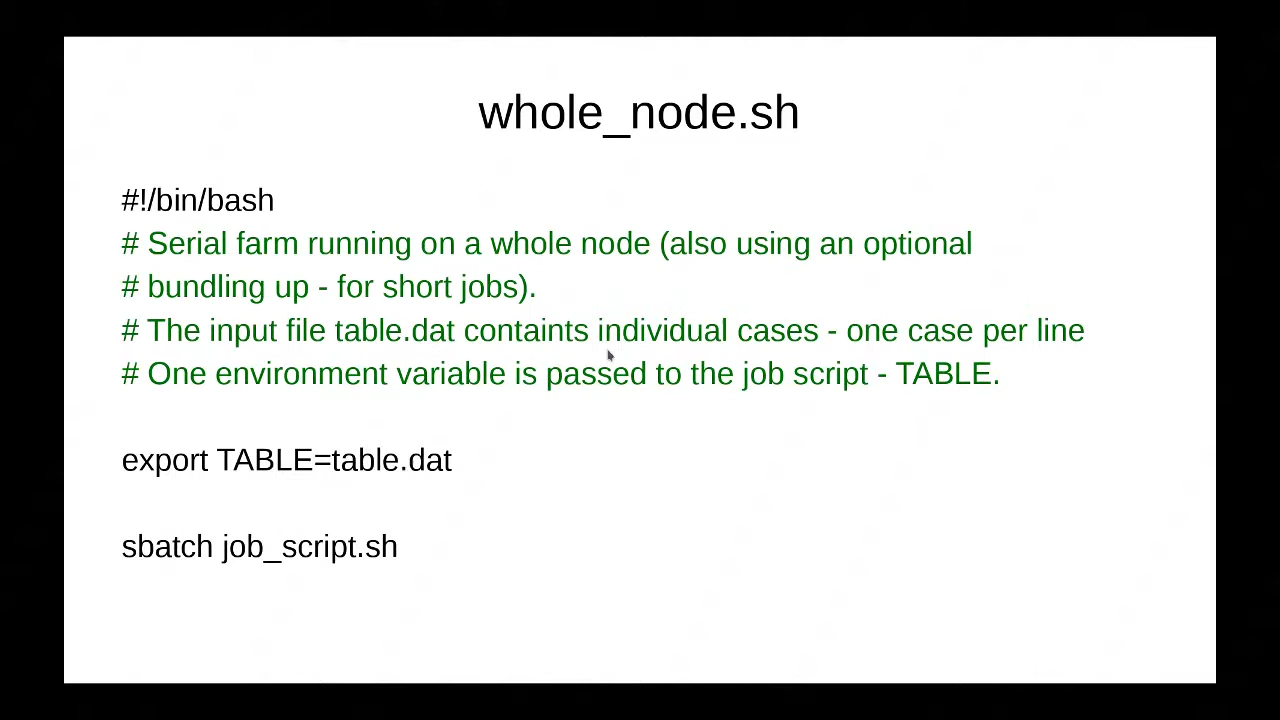 whole_node.sh
#!/bin/bash
# Serial farm running on a whole node (also using an optional
# bundling up - for short jobs).
# The input file table.dat containts individual cases - one case per line
# One environment variable is passed to the job script - TABLE.
export TABLE=table.dat
sbatch job_script.sh